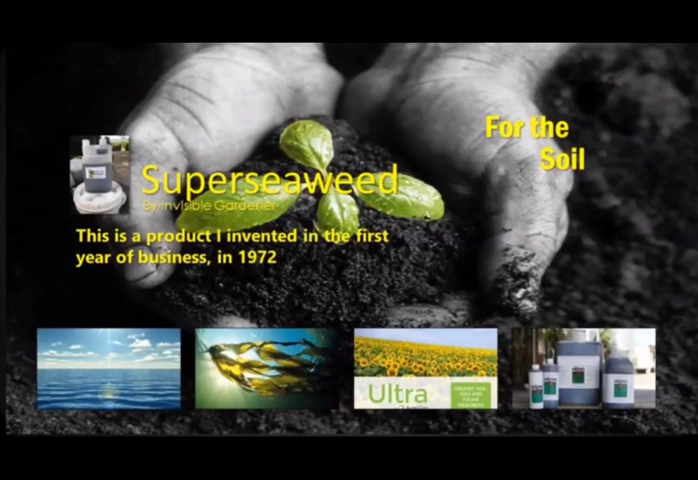 For the
Soil
Superseaweed
By Invisible Gardener
This is a product I invented in the first
year of business, in 1972
Ultra